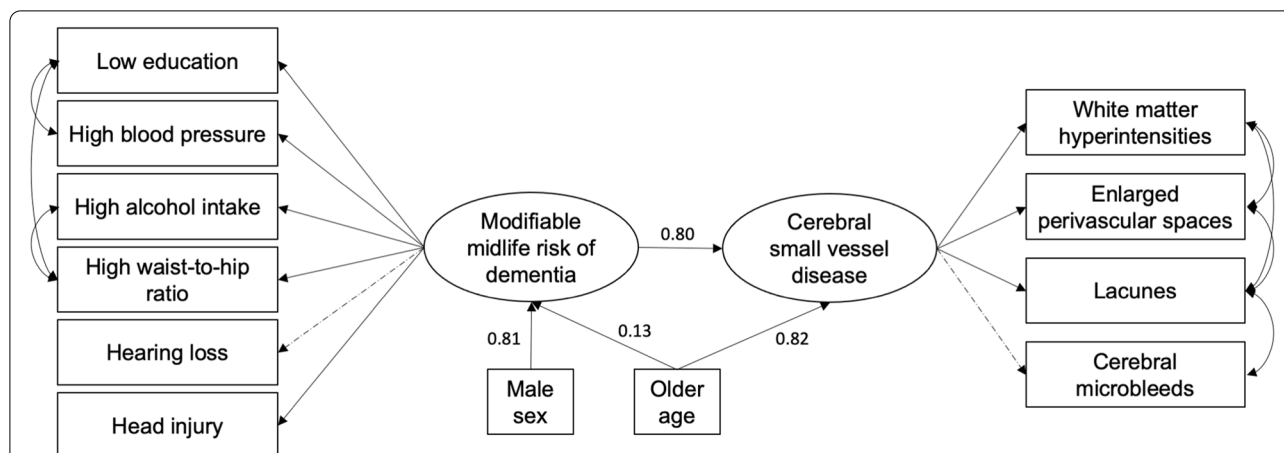 Low education
High blood pressure
High alcohol intake
High waist-to-hip
ratio
Hearing loss
Head injury
Modifiable
midlife risk of
dementia
0.80
Cerebral
small vessel
disease
0.81
0.13
0.82
Male
sex
Older
age
White matter
hyperintensities
Enlarged
perivascular spaces
Lacunes
Cerebral
microbleeds